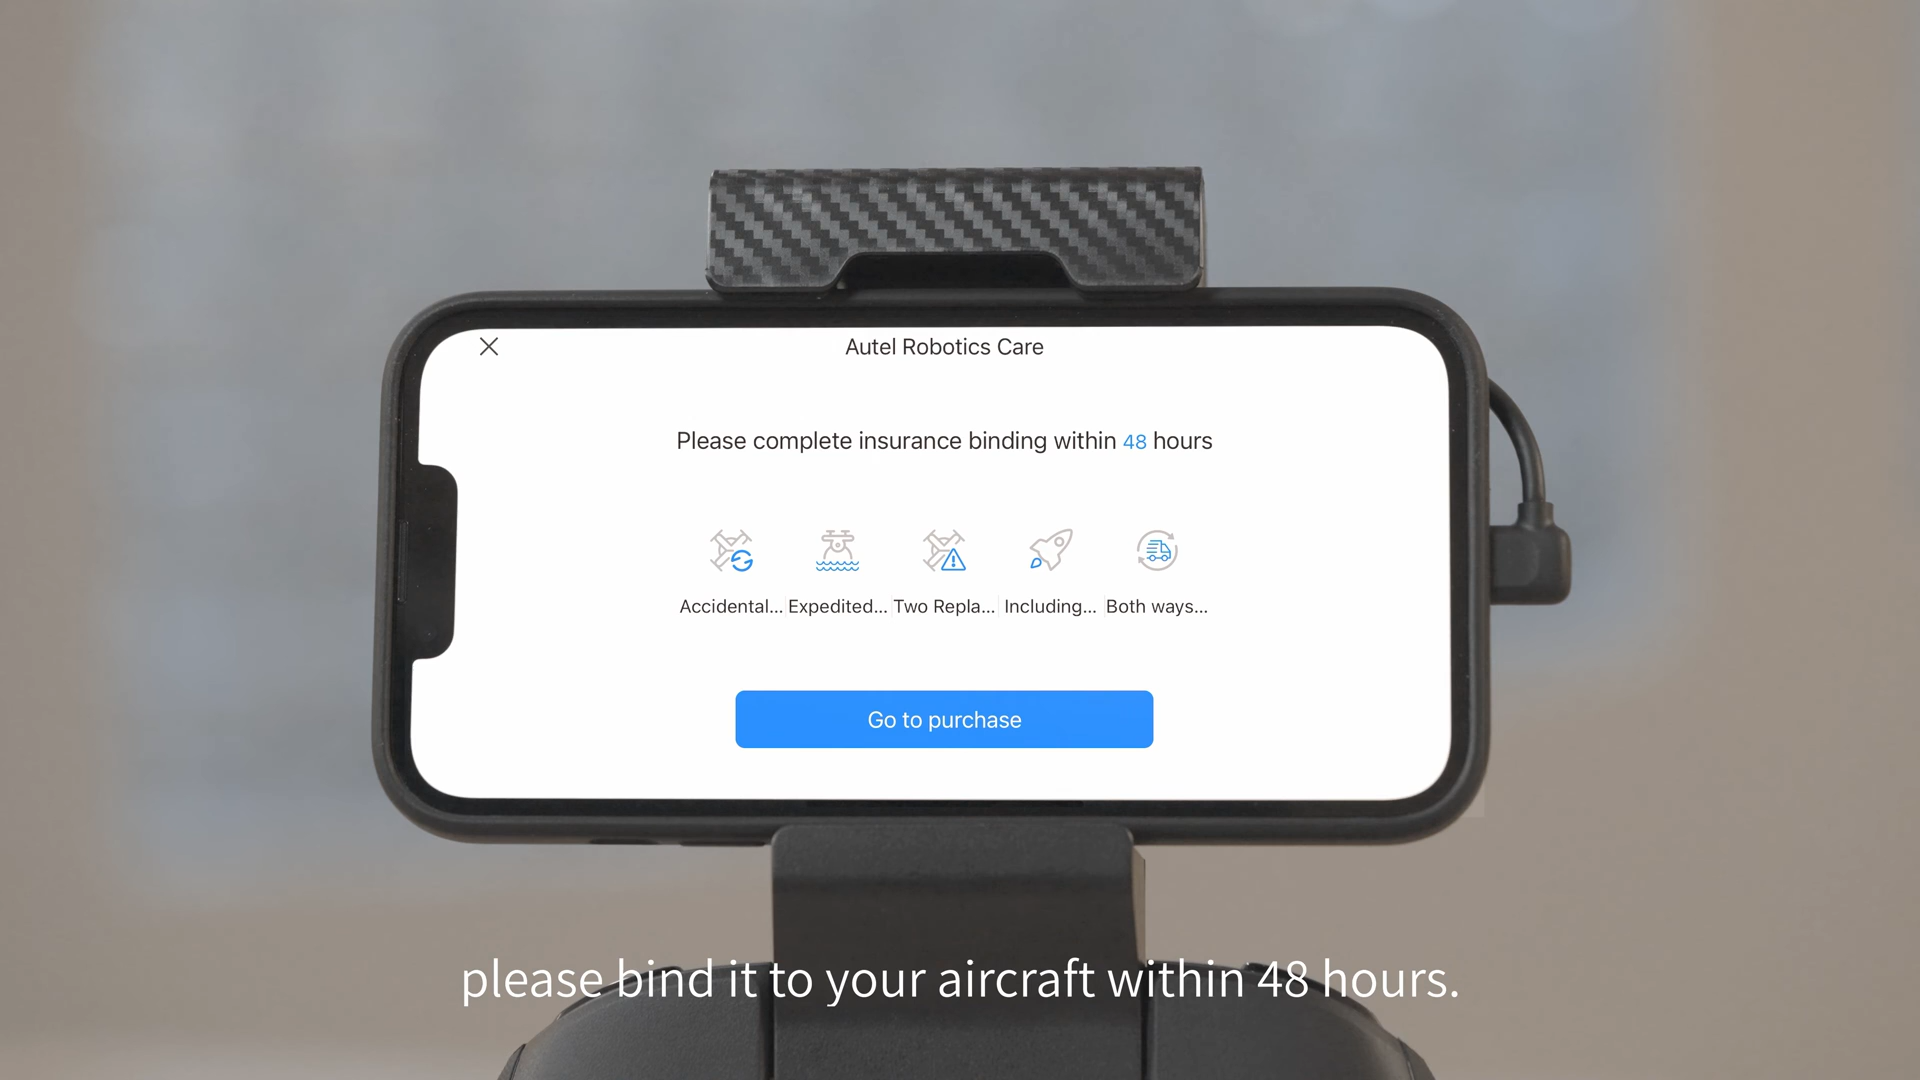 Autel Robotics Care
Please complete insurance binding within 48 hours
Accidental... Expedited... Two Repla... Including... Both ways...
Go to purchase
please bind it to your aircraft within 48 hours.